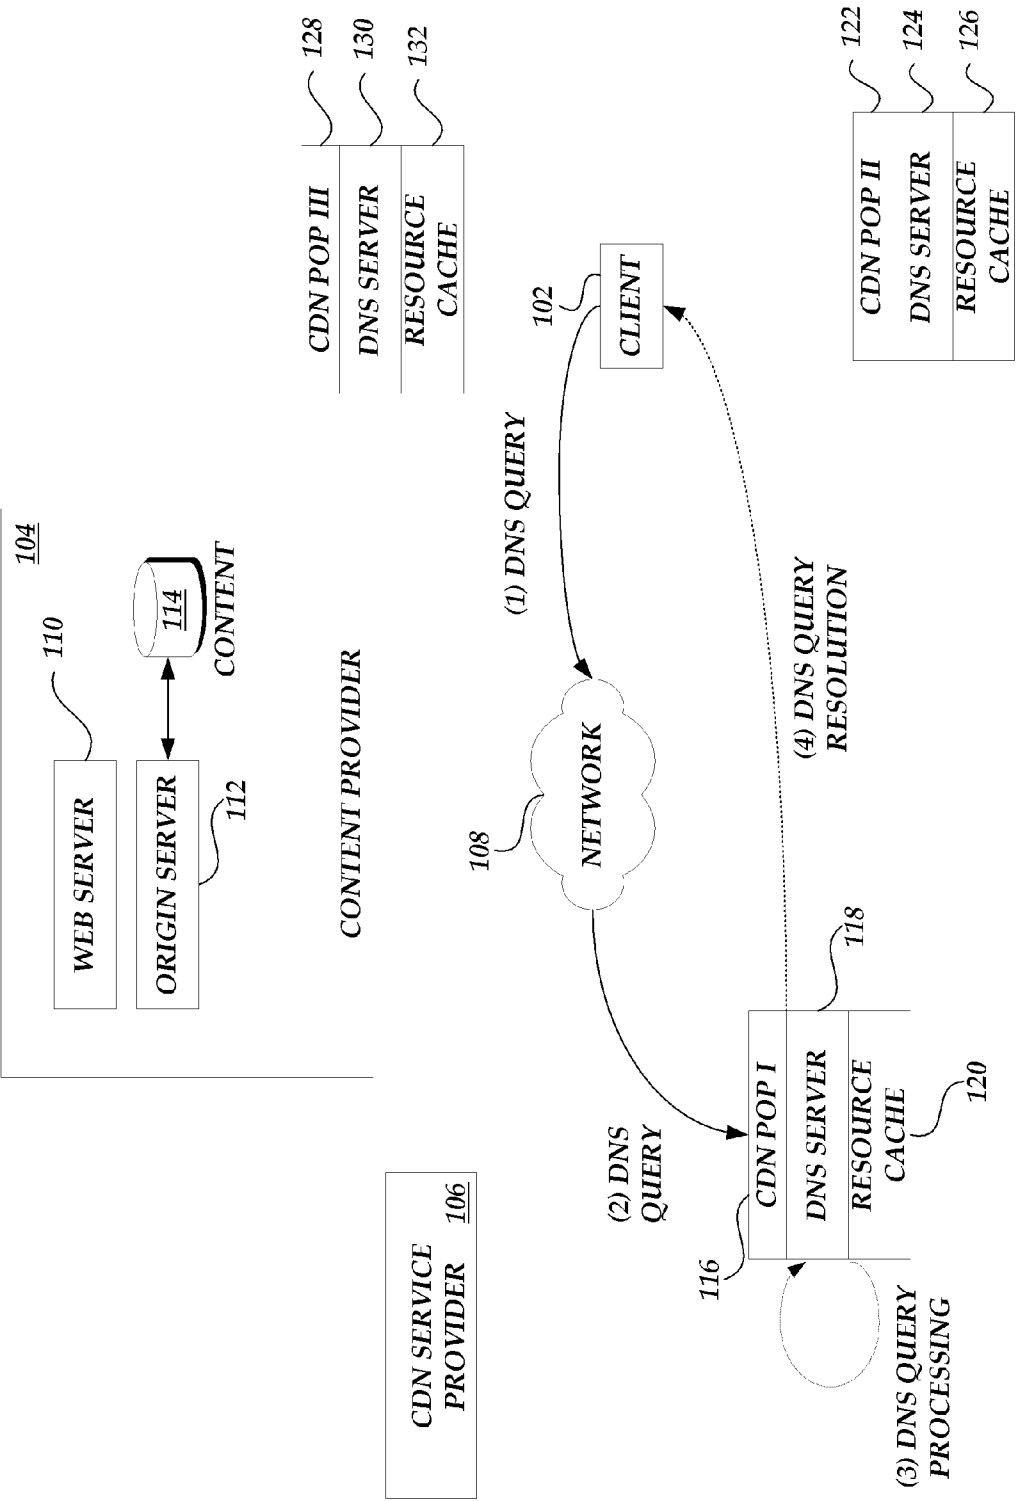 104
110
WEB SERVER
ORIGIN SERVER
112
114
CONTENT
CONTENT PROVIDER
CDN SERVICE
PROVIDER
106
CDN POP III
DNS SERVER
RESOURCE
CACHE
128
130
132
(1) DNS QUERY
102
CLIENT
108
NETWORK
(2) DNS
QUERY
116
CDN POP I
DNS SERVER
RESOURCE
CACHE
118
120
(3) DNS QUERY
PROCESSING
(4) DNS QUERY
RESOLUTION
CDN POP II
DNS SERVER
RESOURCE
CACHE
122
124
126